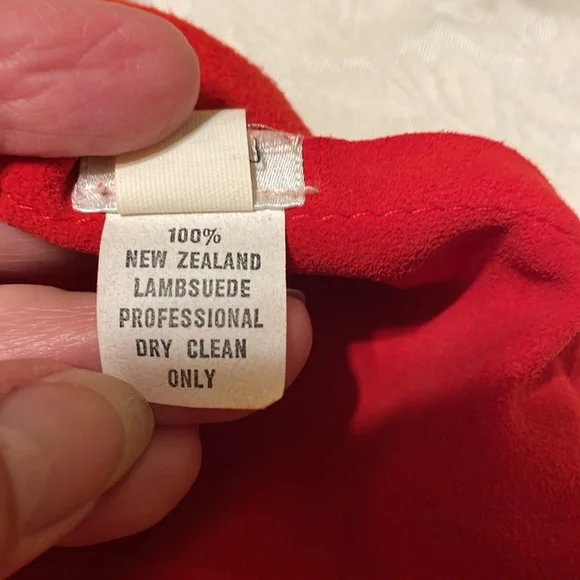 100%
NEW ZEALAND
LAMBSUEDE
PROFESSIONAL
DRY CLEAN
ONLY